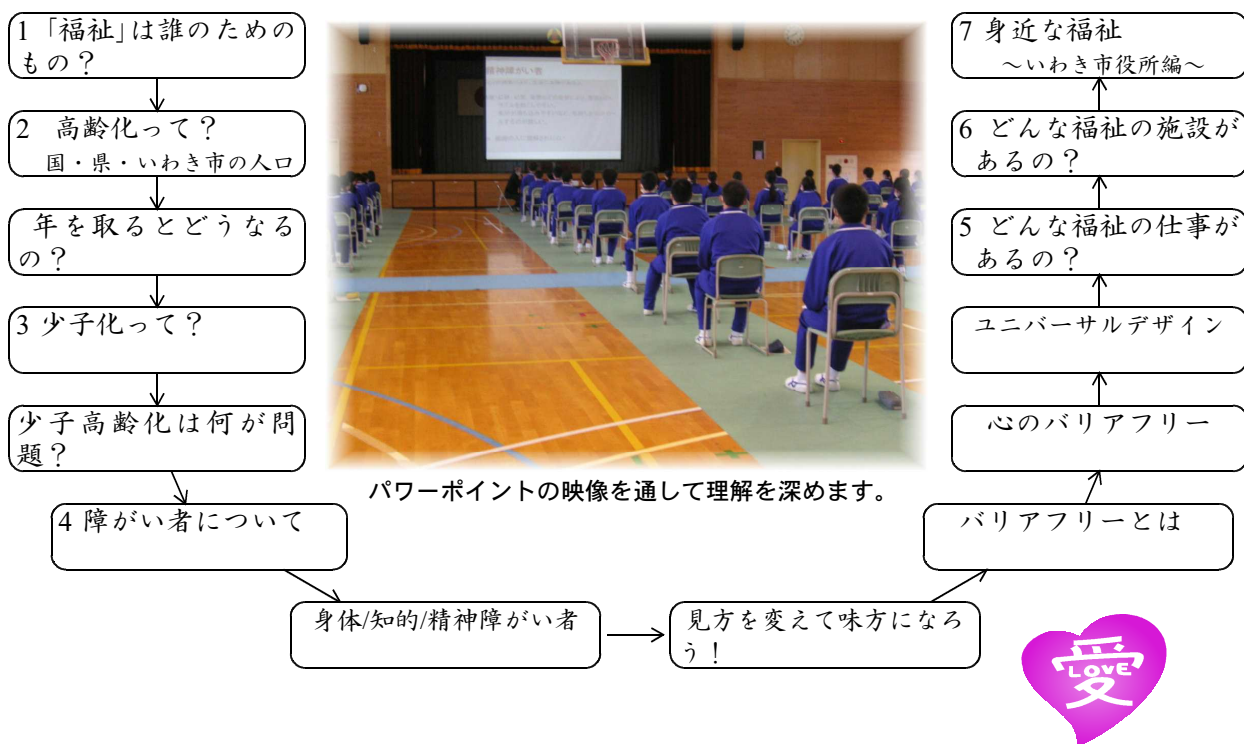 1「福祉」は誰のための
もの？
2　高齢化って？
国・県・いわき市の人口
年を取るとどうなる
の？
3 少子化って？
少子高齢化は何が問
題？
4 障がい者について
身体/知的/精神障がい者
見方を変えて味方になろ
う！
バリアフリーとは
心のバリアフリー
ユニバーサルデザイン
5 どんな福祉の仕事が
あるの？
6 どんな福祉の施設が
あるの？
7 身近な福祉
～いわき市役所編～
精神障がい者
パワーポイントの映像を通して理解を深めます。
愛
LOVE